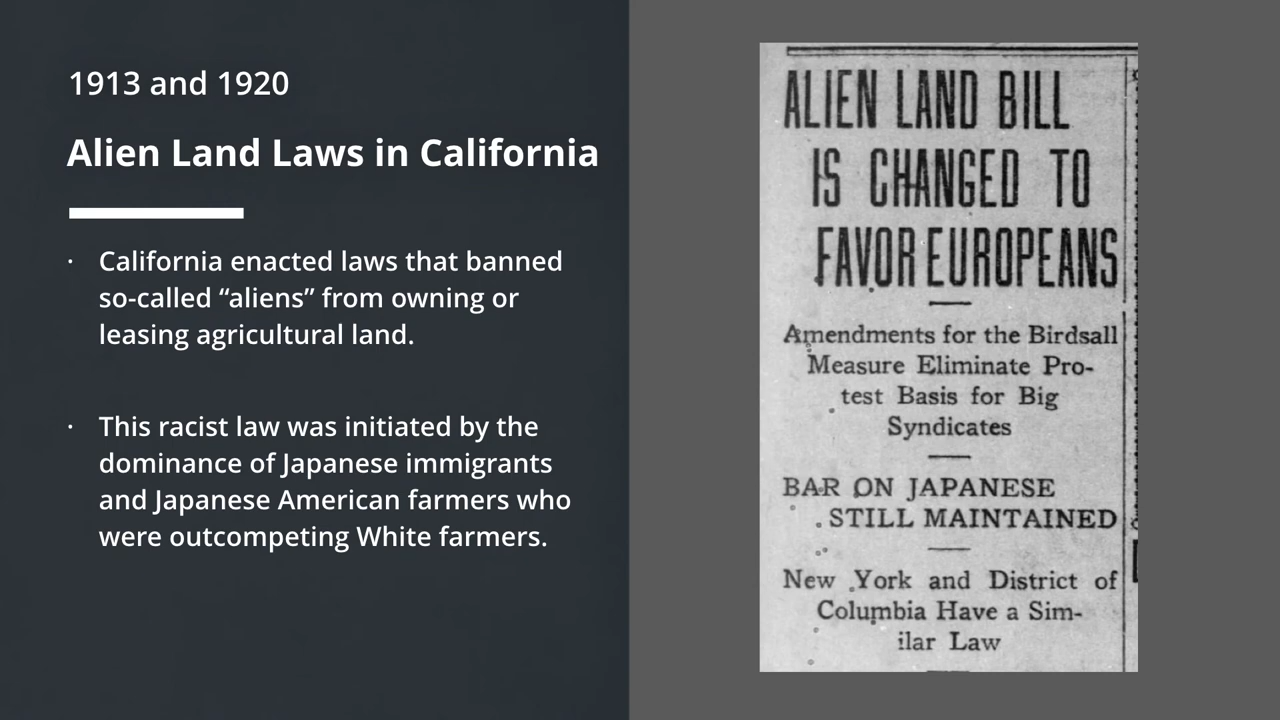 1913 and 1920
Alien Land Laws in California
· California enacted laws that banned
so-called “aliens” from owning or
leasing agricultural land.
· This racist law was initiated by the
dominance of Japanese immigrants
and Japanese American farmers who
were outcompeting White farmers.
ALIEN LAND BILL
IS CHANGED TO
FAVOR EUROPEANS
Amendments for the Birdsall
Measure Eliminate Pro-
test Basis for Big
Syndicates
BAR ON JAPANESE
STILL MAINTAINED
New York and District of
Columbia Have a Sim-
ilar Law